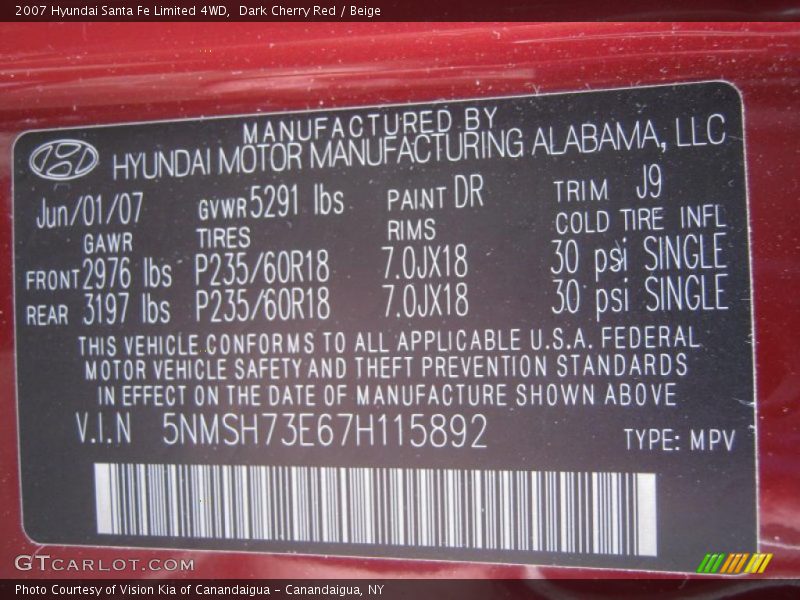 2007 Hyundai Santa Fe Limited 4WD, Dark Cherry Red / Beige
MANUFACTURED BY
HYUNDAI MOTOR MANUFACTURING ALABAMA, LLC
Jun/01/07 GVWR 5291 lbs PAINT DR TRIM J9
GAWR TIRES RIMS COLD TIRE INFL
FRONT 2976 lbs P235/60R18 7.0JX18 30 psi SINGLE
REAR 3197 lbs P235/60R18 7.0JX18 30 psi SINGLE
THIS VEHICLE CONFORMS TO ALL APPLICABLE U.S.A. FEDERAL
MOTOR VEHICLE SAFETY AND THEFT PREVENTION STANDARDS
IN EFFECT ON THE DATE OF MANUFACTURE SHOWN ABOVE
V.I.N 5NMSH73E67H115892 TYPE: MPV
GTCARLOT.COM
Photo Courtesy of Vision Kia of Canandaigua – Canandaigua, NY